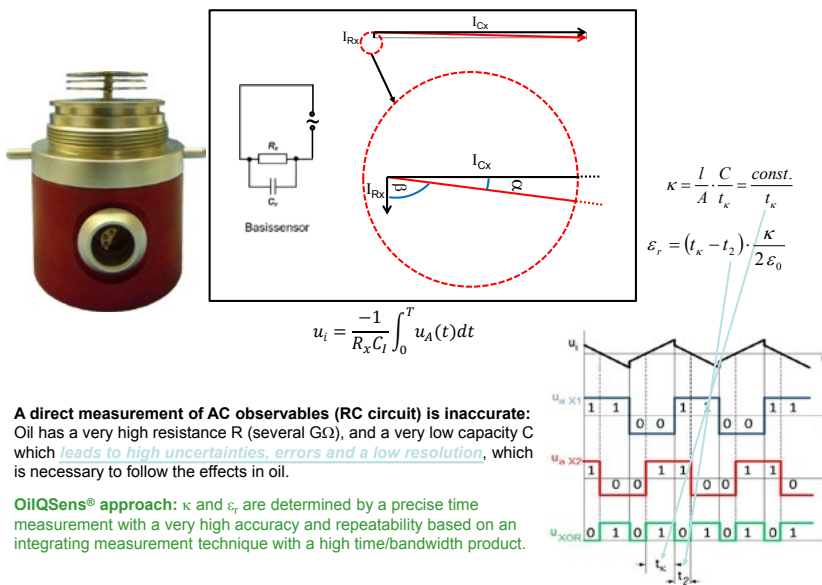 I_Cx
I_Rx
R_x
C_x
Basissensor
~
I_Cx
α
β
I_Rx
κ = l/A · C/t_κ = const./t_κ
ε_r = (t_κ − t_2) · κ/(2 ε_0)
u_i = −1/(R_x C_I) ∫_0^T u_A(t)dt
A direct measurement of AC observables (RC circuit) is inaccurate:
Oil has a very high resistance R (several GΩ), and a very low capacity C
which leads to high uncertainties, errors and a low resolution, which
is necessary to follow the effects in oil.
OilQSens® approach: κ and ε_r are determined by a precise time
measurement with a very high accuracy and repeatability based on an
integrating measurement technique with a high time/bandwidth product.
u_i
u_a X1 1 1 0 0 1 1 0 0 1 1
u_a X2 1 0 0 1 1 0 0 1 1 0
u_XOR 0 1 0 1 0 1 0 1 0 1
t_κ
t_2